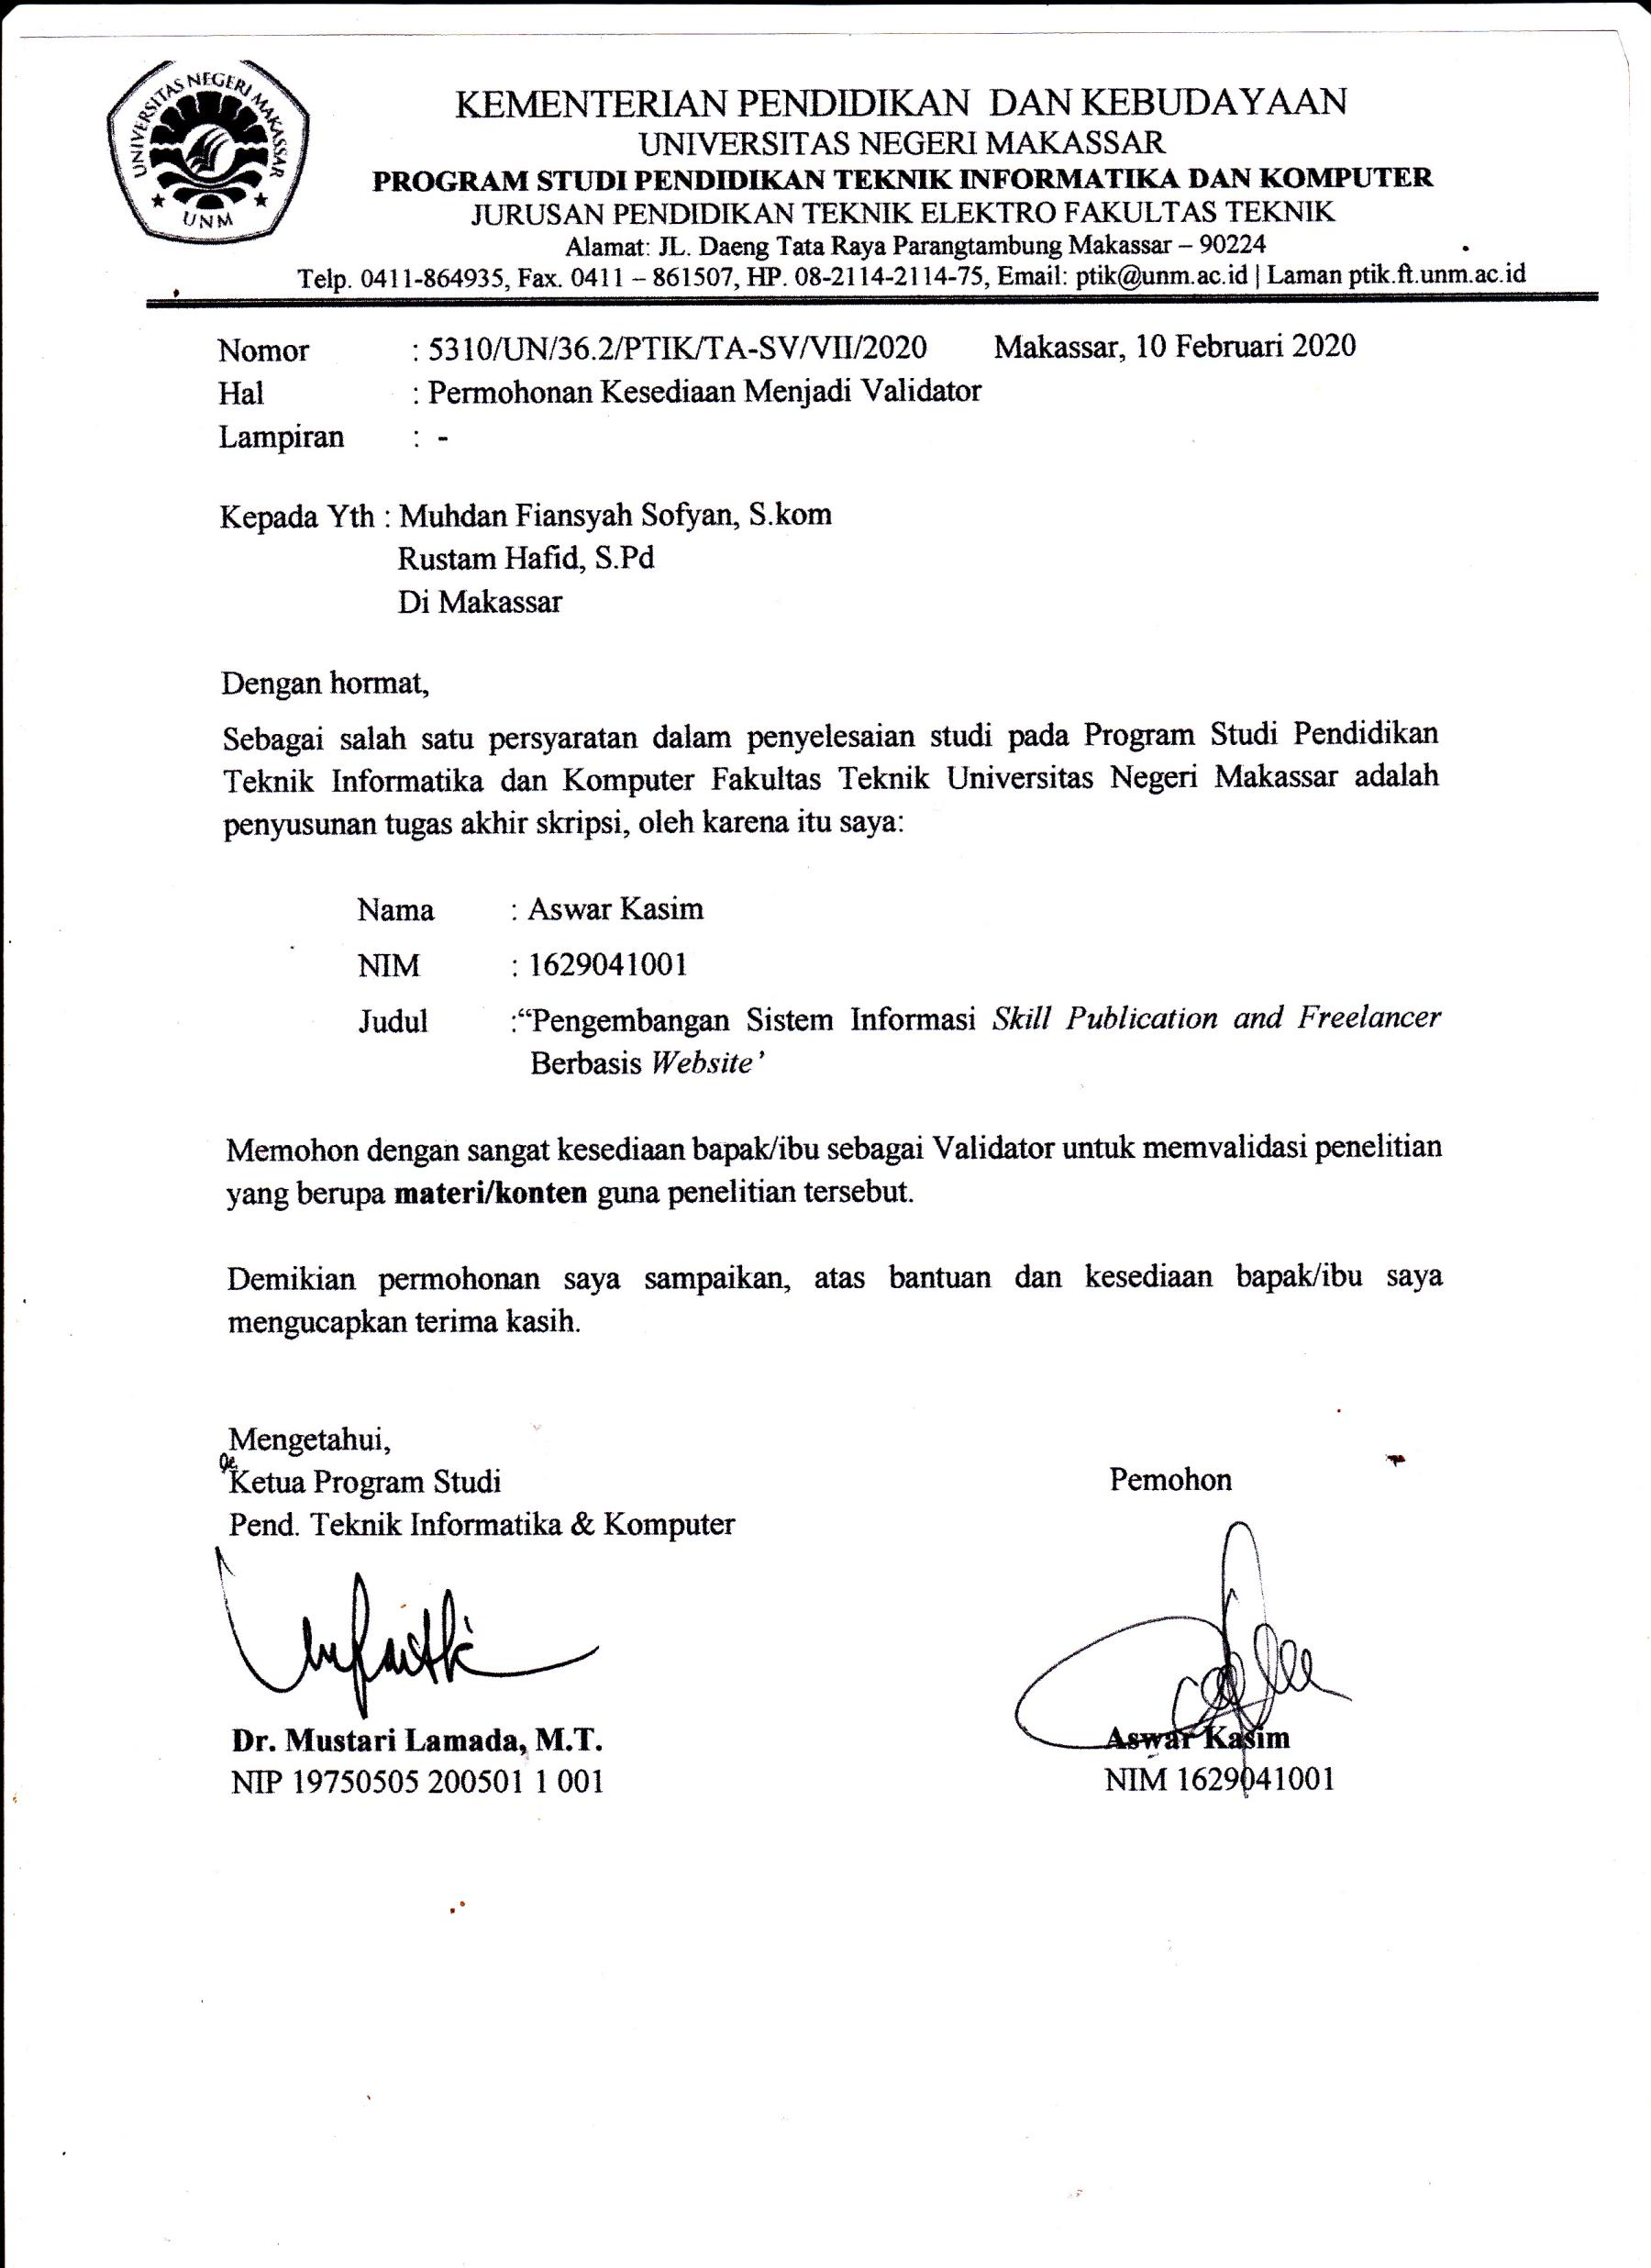 UNIVERSITAS NEGERI MAKASSAR
UNM
KEMENTERIAN PENDIDIKAN DAN KEBUDAYAAN
UNIVERSITAS NEGERI MAKASSAR
PROGRAM STUDI PENDIDIKAN TEKNIK INFORMATIKA DAN KOMPUTER
JURUSAN PENDIDIKAN TEKNIK ELEKTRO FAKULTAS TEKNIK
Alamat: JL. Daeng Tata Raya Parangtambung Makassar – 90224
Telp. 0411-864935, Fax. 0411 – 861507, HP. 08-2114-2114-75, Email: ptik@unm.ac.id | Laman ptik.ft.unm.ac.id
Nomor : 5310/UN/36.2/PTIK/TA-SV/VII/2020 Makassar, 10 Februari 2020
Hal : Permohonan Kesediaan Menjadi Validator
Lampiran : -
Kepada Yth : Muhdan Fiansyah Sofyan, S.kom
Rustam Hafid, S.Pd
Di Makassar
Dengan hormat,
Sebagai salah satu persyaratan dalam penyelesaian studi pada Program Studi Pendidikan
Teknik Informatika dan Komputer Fakultas Teknik Universitas Negeri Makassar adalah
penyusunan tugas akhir skripsi, oleh karena itu saya:
Nama : Aswar Kasim
NIM : 1629041001
Judul :“Pengembangan Sistem Informasi Skill Publication and Freelancer
Berbasis Website’
Memohon dengan sangat kesediaan bapak/ibu sebagai Validator untuk memvalidasi penelitian
yang berupa materi/konten guna penelitian tersebut.
Demikian permohonan saya sampaikan, atas bantuan dan kesediaan bapak/ibu saya
mengucapkan terima kasih.
Mengetahui,
Ketua Program Studi Pemohon
Pend. Teknik Informatika & Komputer
Dr. Mustari Lamada, M.T. Aswar Kasim
NIP 19750505 200501 1 001 NIM 1629041001